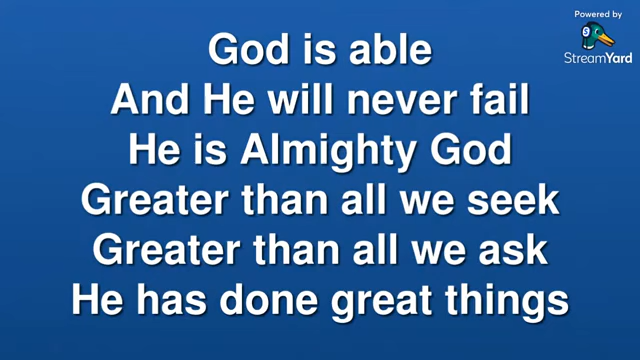 Powered by
StreamYard
God is able
And He will never fail
He is Almighty God
Greater than all we seek
Greater than all we ask
He has done great things